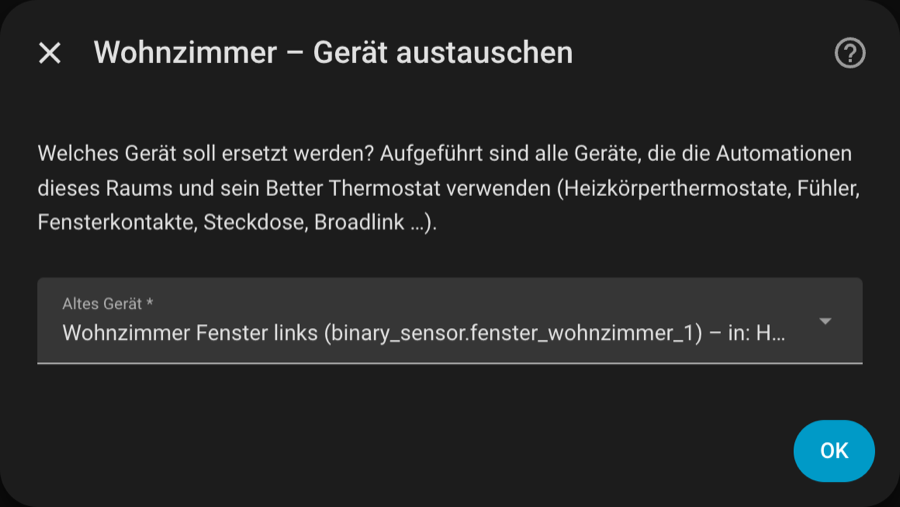 Wohnzimmer – Gerät austauschen
Welches Gerät soll ersetzt werden? Aufgeführt sind alle Geräte, die die Automationen
dieses Raums und sein Better Thermostat verwenden (Heizkörperthermostate, Fühler,
Fensterkontakte, Steckdose, Broadlink ...).
Altes Gerät *
Wohnzimmer Fenster links (binary_sensor.fenster_wohnzimmer_1) – in: H...
OK